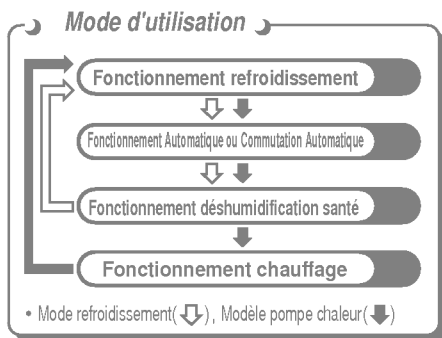 Mode d'utilisation
Fonctionnement refroidissement
Fonctionnement Automatique ou Commutation Automatique
Fonctionnement déshumidification santé
Fonctionnement chauffage
• Mode refroidissement( ), Modèle pompe chaleur( )